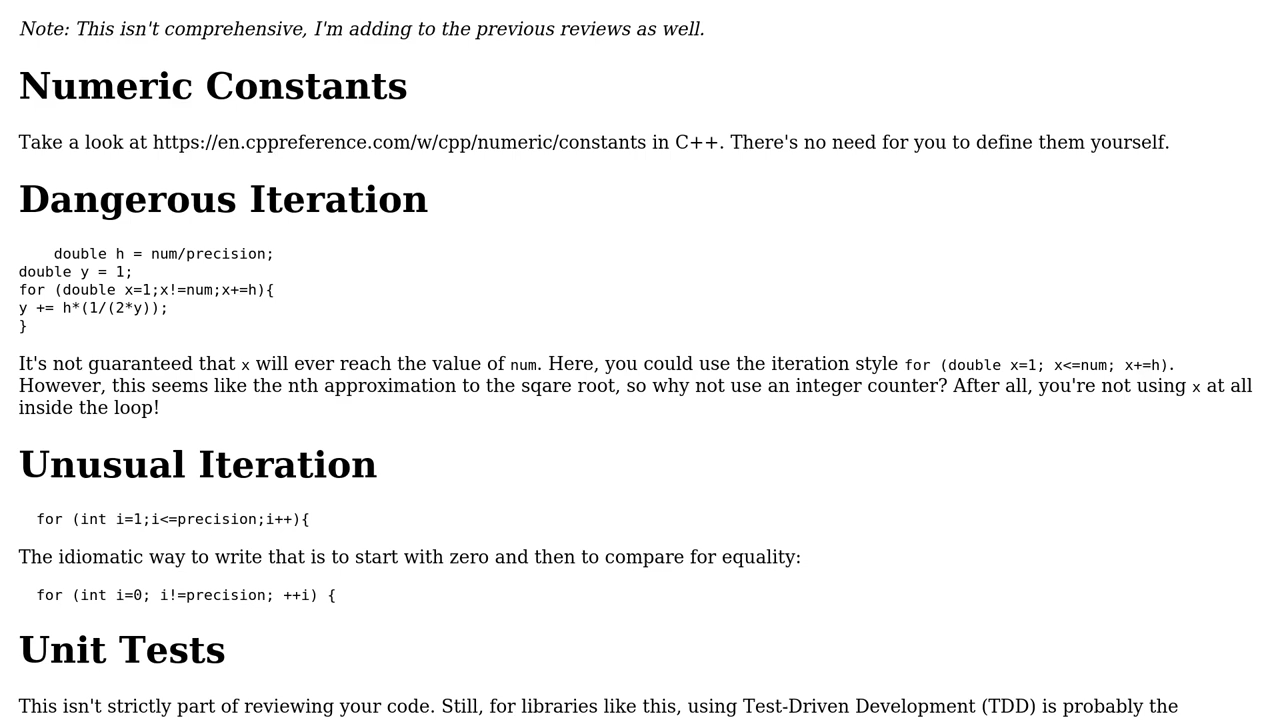 Note: This isn't comprehensive, I'm adding to the previous reviews as well.
Numeric Constants
Take a look at https://en.cppreference.com/w/cpp/numeric/constants in C++. There's no need for you to define them yourself.
Dangerous Iteration
double h = num/precision;
double y = 1;
for (double x=1;x!=num;x+=h){
y += h*(1/(2*y));
}
It's not guaranteed that x will ever reach the value of num. Here, you could use the iteration style for (double x=1; x<=num; x+=h).
However, this seems like the nth approximation to the sqare root, so why not use an integer counter? After all, you're not using x at all
inside the loop!
Unusual Iteration
for (int i=1;i<=precision;i++){
The idiomatic way to write that is to start with zero and then to compare for equality:
for (int i=0; i!=precision; ++i) {
Unit Tests
This isn't strictly part of reviewing your code. Still, for libraries like this, using Test-Driven Development (TDD) is probably the